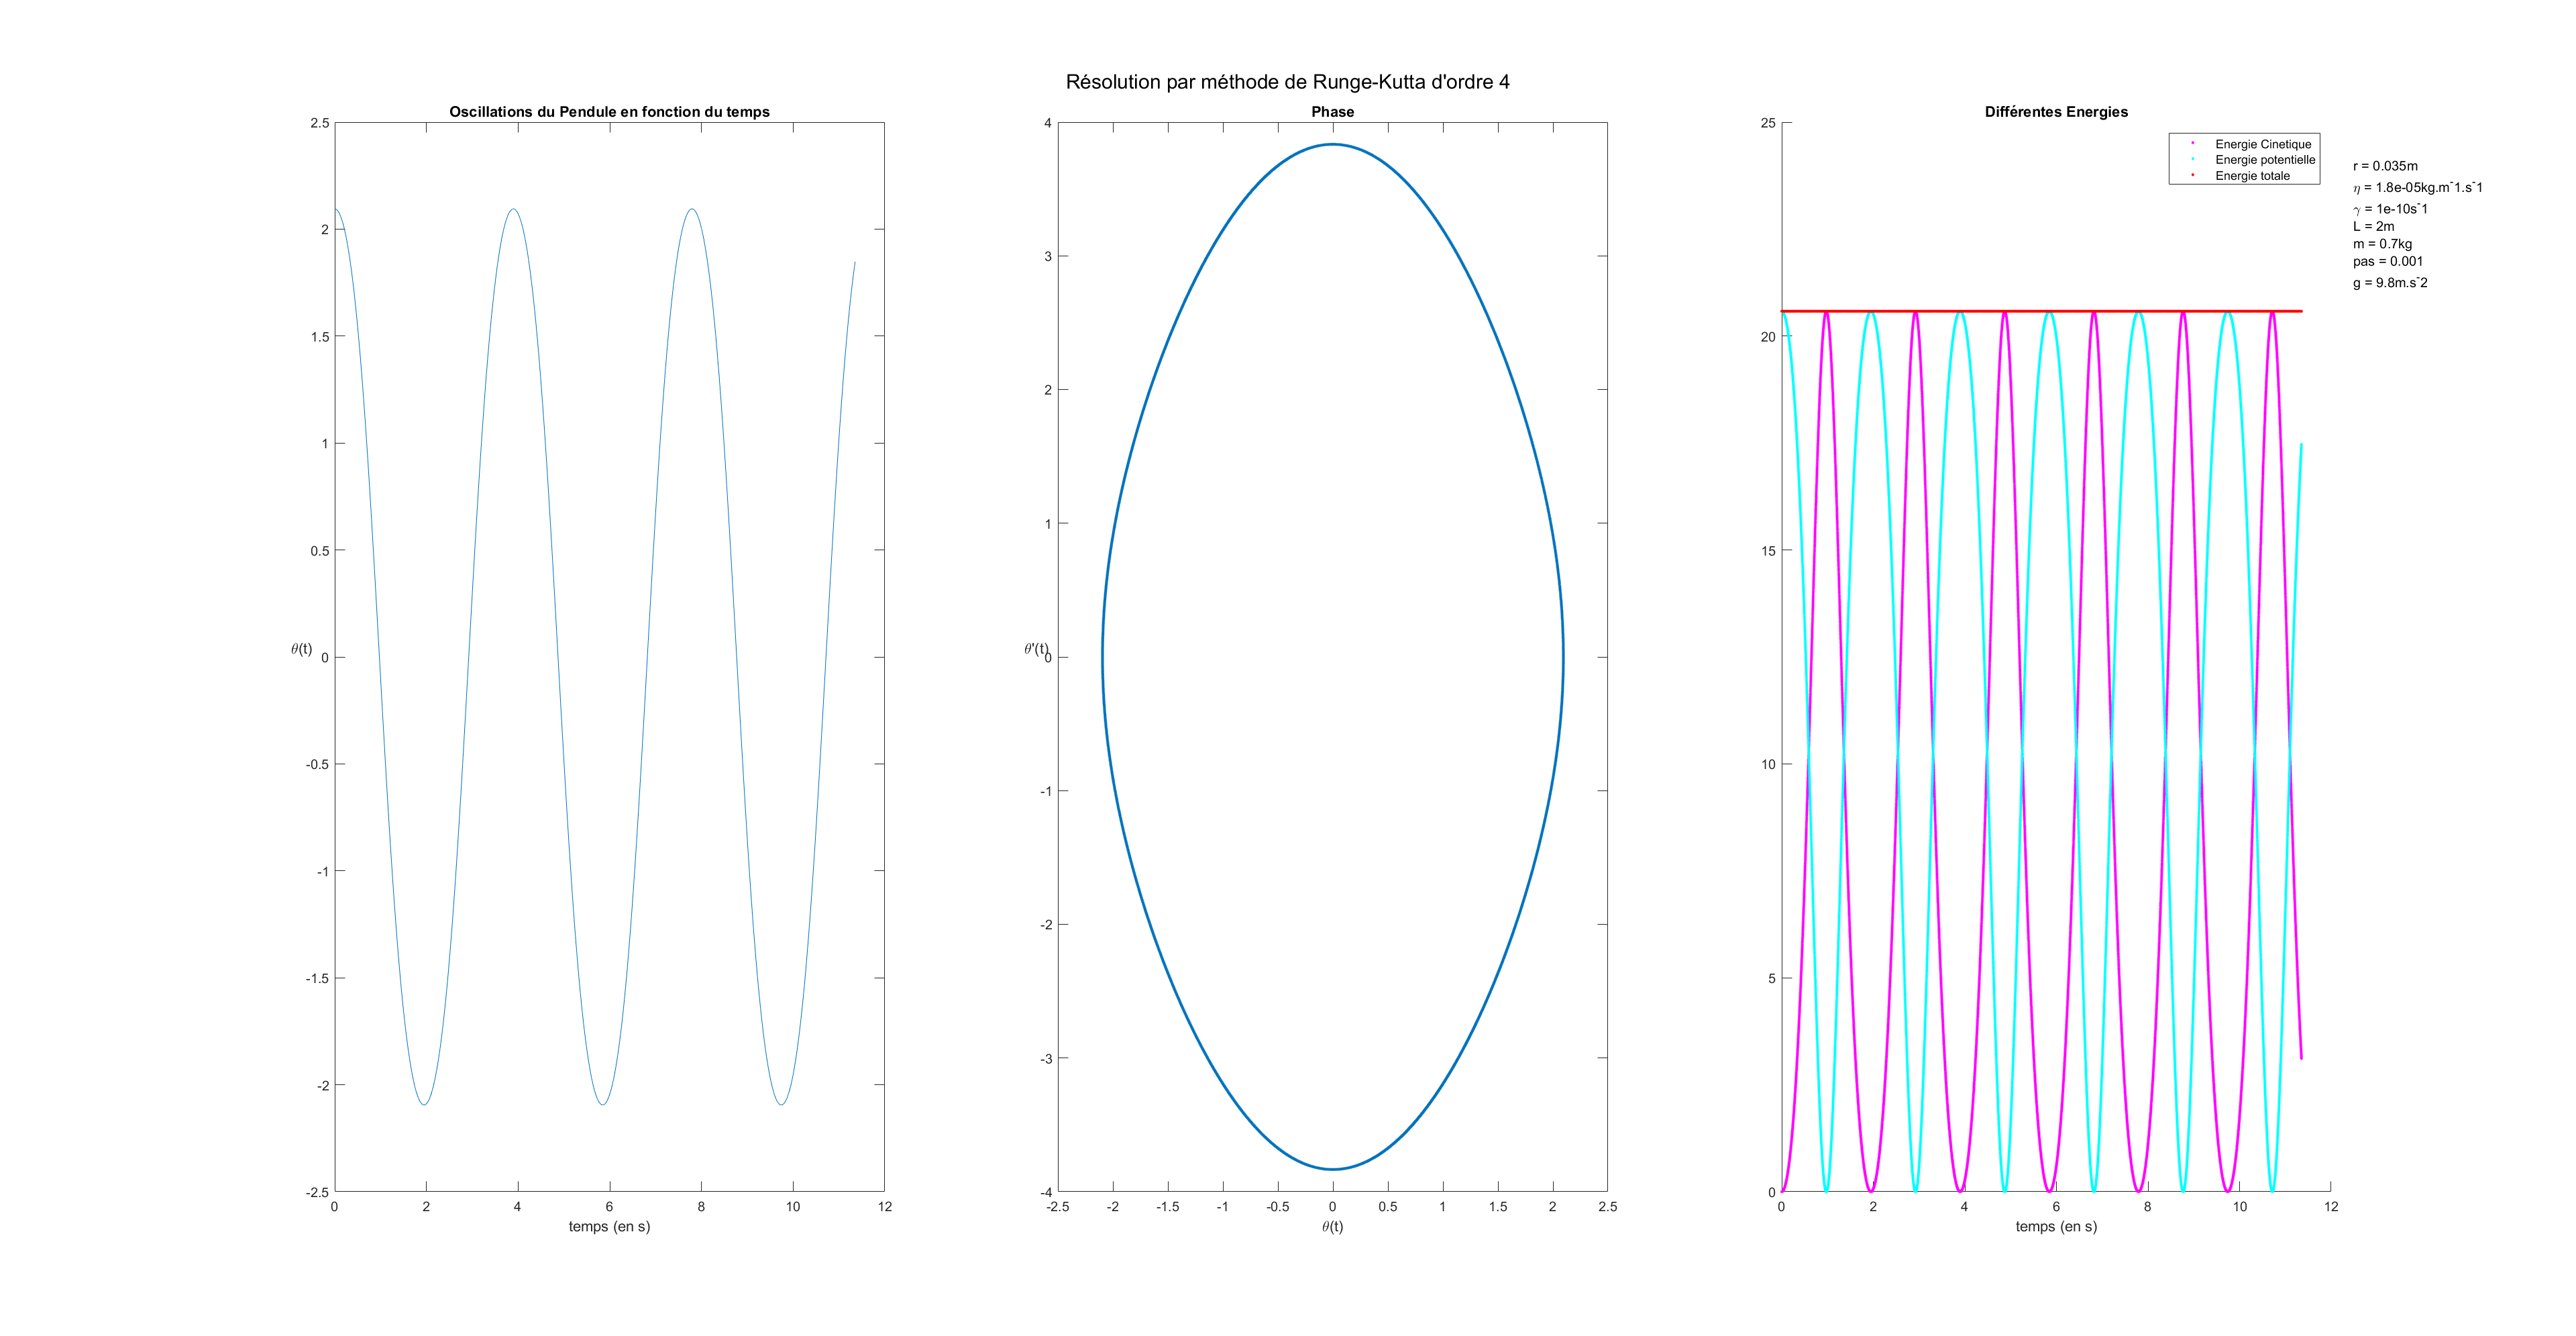 Résolution par méthode de Runge-Kutta d'ordre 4
Oscillations du Pendule en fonction du temps
2.5
2
1.5
1
0.5
θ(t)
0
-0.5
-1
-1.5
-2
-2.5
0 2 4 6 8 10 12
temps (en s)
Phase
4
3
2
1
θ'(t)
0
-1
-2
-3
-4
-2.5 -2 -1.5 -1 -0.5 0 0.5 1 1.5 2 2.5
θ(t)
Différentes Energies
25
20
15
10
5
0
0 2 4 6 8 10 12
temps (en s)
Energie Cinetique
Energie potentielle
Energie totale
r = 0.035m
η = 1.8e-05kg.m⁻1.s⁻1
γ = 1e-10s⁻1
L = 2m
m = 0.7kg
pas = 0.001
g = 9.8m.s⁻2